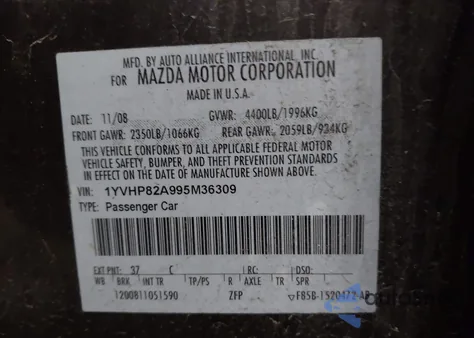 MFD. BY AUTO ALLIANCE INTERNATIONAL, INC.
FOR MAZDA MOTOR CORPORATION
MADE IN U.S.A.
DATE: 11/08 GVWR: 4400LB/1996KG
FRONT GAWR: 2350LB/1066KG REAR GAWR: 2059LB/934KG
THIS VEHICLE CONFORMS TO ALL APPLICABLE FEDERAL MOTOR
VEHICLE SAFETY, BUMPER, AND THEFT PREVENTION STANDARDS
IN EFFECT ON THE DATE OF MANUFACTURE SHOWN ABOVE.
VIN: 1YVHP82A995M36309
TYPE: Passenger Car
EXT PNT: 37 C RC: DSO:
WB BRK INT TR TP/PS R AXLE TR SPR
1200811051590 ZFP